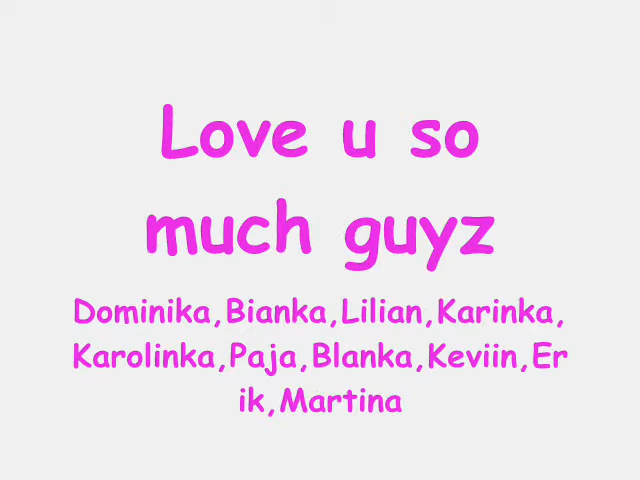 Love u so
much guyz
Dominika,Bianka,Lilian,Karinka,
Karolinka,Paja,Blanka,Keviin,Er
ik,Martina